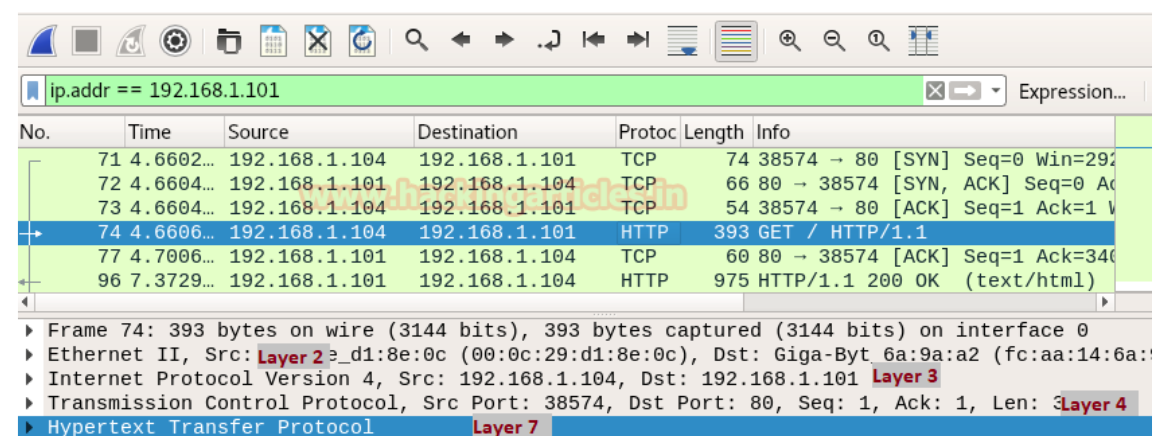 ip.addr == 192.168.1.101 Expression...
No. Time Source Destination Protoc Length Info
71 4.6602… 192.168.1.104 192.168.1.101 TCP 74 38574 → 80 [SYN] Seq=0 Win=292
72 4.6604… 192.168.1.101 192.168.1.104 TCP 66 80 → 38574 [SYN, ACK] Seq=0 Ac
www.hackingarticles.in
73 4.6604… 192.168.1.104 192.168.1.101 TCP 54 38574 → 80 [ACK] Seq=1 Ack=1 W
74 4.6606… 192.168.1.104 192.168.1.101 HTTP 393 GET / HTTP/1.1
77 4.7006… 192.168.1.101 192.168.1.104 TCP 60 80 → 38574 [ACK] Seq=1 Ack=340
96 7.3729… 192.168.1.101 192.168.1.104 HTTP 975 HTTP/1.1 200 OK (text/html)
Frame 74: 393 bytes on wire (3144 bits), 393 bytes captured (3144 bits) on interface 0
Ethernet II, Src: Layer 2 e_d1:8e:0c (00:0c:29:d1:8e:0c), Dst: Giga-Byt_6a:9a:a2 (fc:aa:14:6a:9
Internet Protocol Version 4, Src: 192.168.1.104, Dst: 192.168.1.101 Layer 3
Transmission Control Protocol, Src Port: 38574, Dst Port: 80, Seq: 1, Ack: 1, Len: 3 Layer 4
Hypertext Transfer Protocol Layer 7